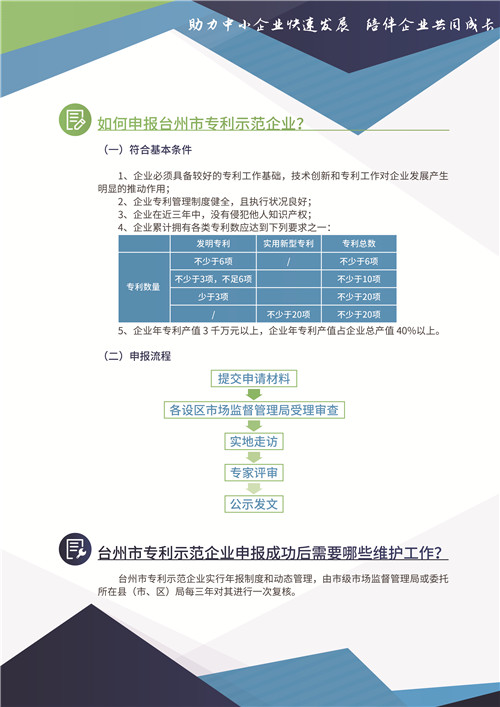 助力中小企业快速发展 陪伴企业共同成长
如何申报台州市专利示范企业?
（一）符合基本条件
1、企业必须具备较好的专利工作基础，技术创新和专利工作对企业发展产生
明显的推动作用；
2、企业专利管理制度健全，且执行状况良好；
3、企业在近三年中，没有侵犯他人知识产权；
4、企业累计拥有各类专利数应达到下列要求之一：
发明专利 实用新型专利 专利总数
专利数量 不少于6项 / 不少于6项
不少于3项，不足6项 不少于10项
少于3项 不少于20项
/ 不少于20项 不少于20项
5、企业年专利产值 3 千万元以上，企业年专利产值占企业总产值 40%以上。
（二）申报流程
提交申请材料
各设区市场监督管理局受理审查
实地走访
专家评审
公示发文
台州市专利示范企业申报成功后需要哪些维护工作?
台州市专利示范企业实行年报制度和动态管理，由市级市场监督管理局或委托
所在县（市、区）局每三年对其进行一次复核。